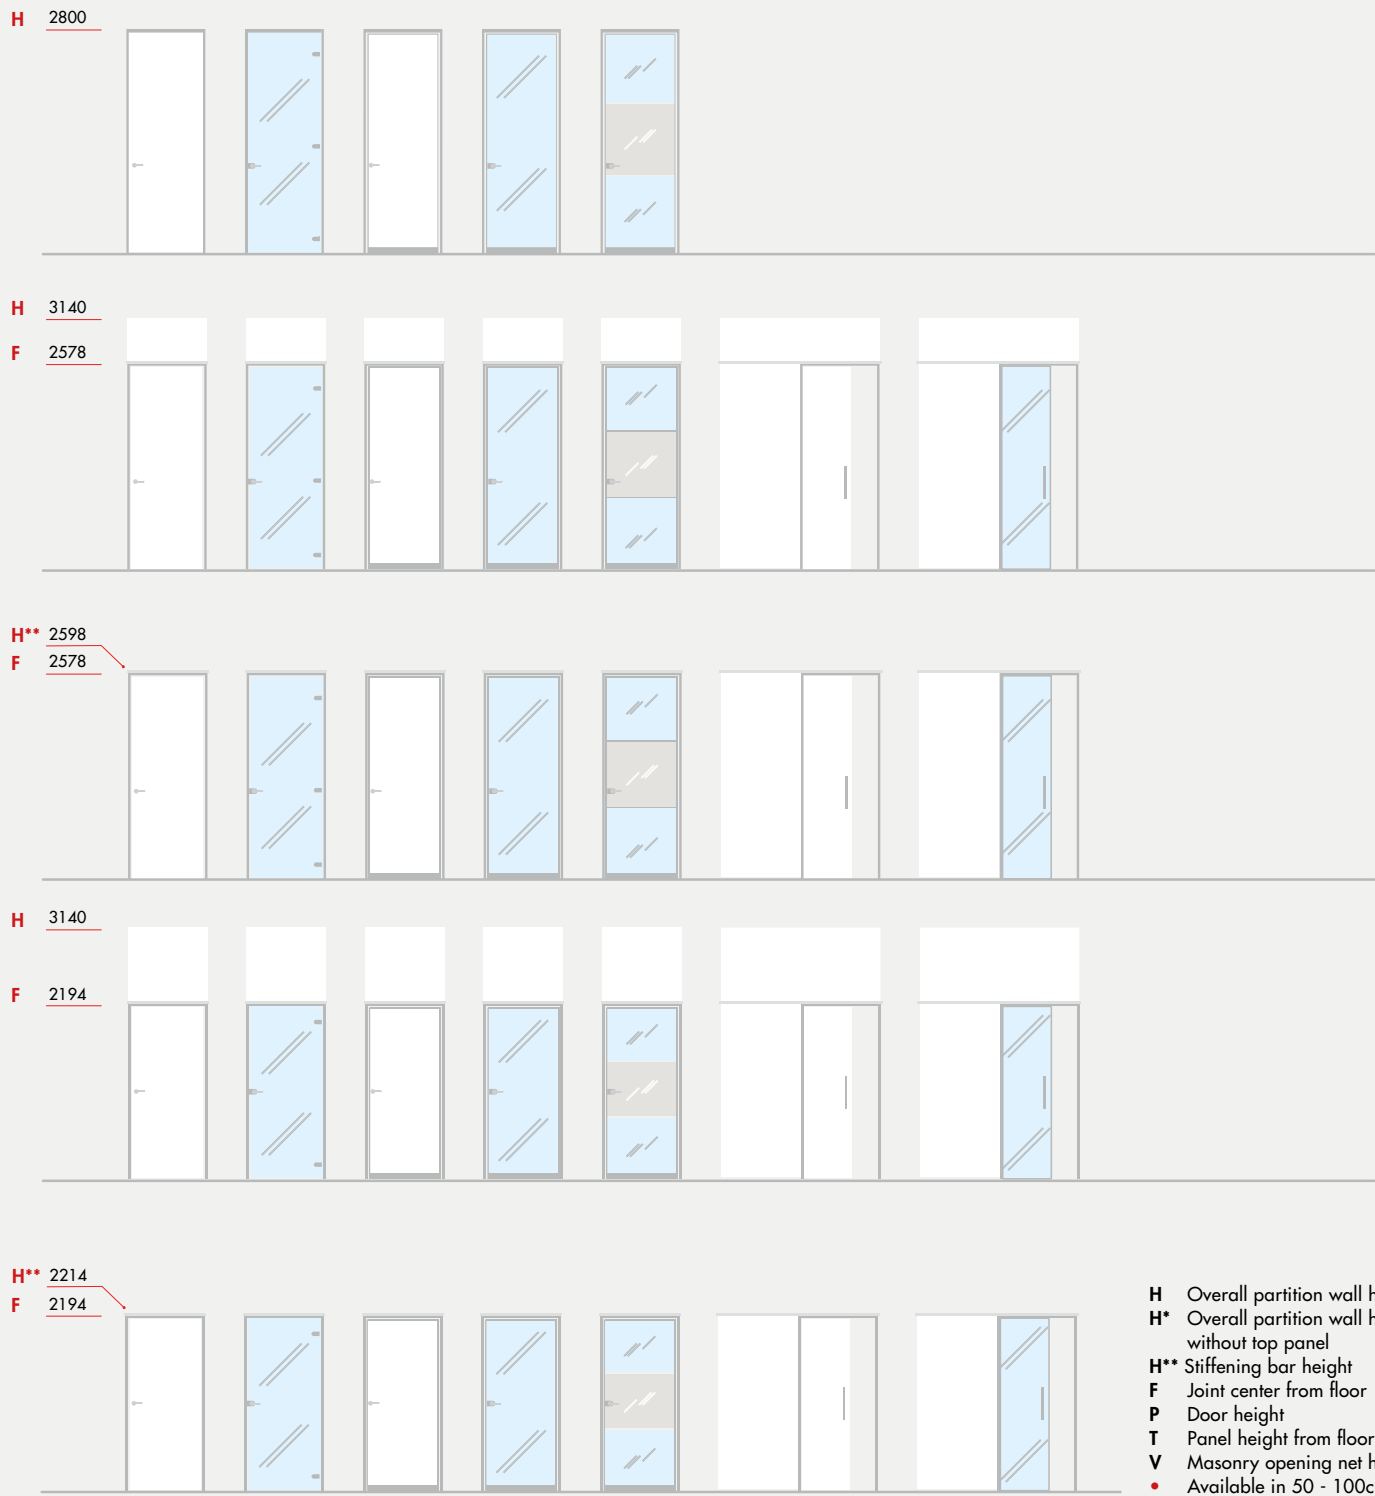 H 2800
H 3140
F 2578
H** 2598
F 2578
H 3140
F 2194
H** 2214
F 2194
H Overall partition wall
H* Overall partition wall
without top panel
H** Stiffening bar height
F Joint center from floor
P Door height
T Panel height from floor
V Masonry opening net
• Available in 50 - 100c